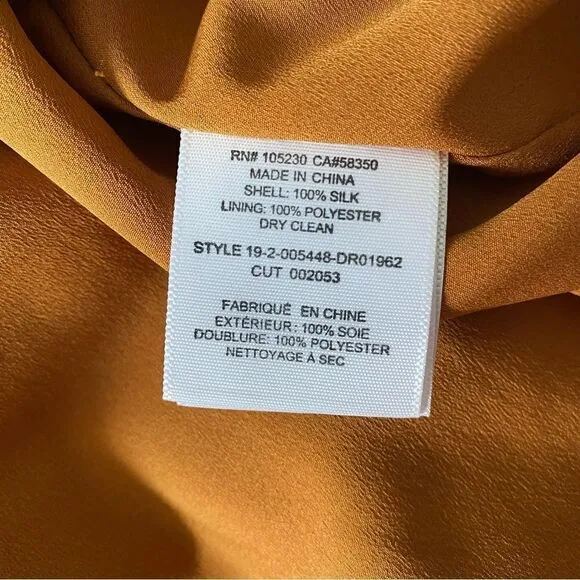 RN# 105230 CA#58350
MADE IN CHINA
SHELL: 100% SILK
LINING: 100% POLYESTER
DRY CLEAN
STYLE 19-2-005448-DR01962
CUT 002053
FABRIQUÉ EN CHINE
EXTÉRIEUR: 100% SOIE
DOUBLURE: 100% POLYESTER
NETTOYAGE À SEC